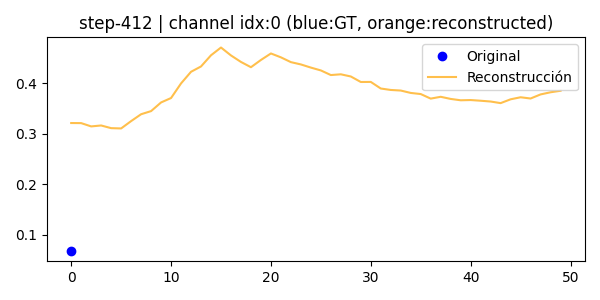 step-412 | channel idx:0 (blue:GT, orange:reconstructed)
Original
Reconstrucción
0.4
0.3
0.2
0.1
0 10 20 30 40 50